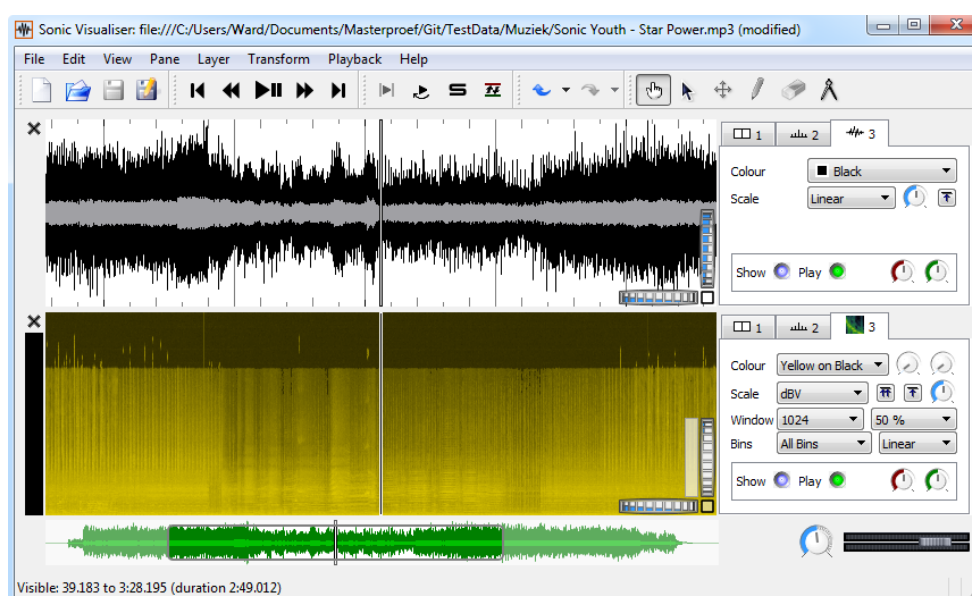 Sonic Visualiser: file:///C:/Users/Ward/Documents/Masterproef/Git/TestData/Muziek/Sonic Youth - Star Power.mp3 (modified)
File Edit View Pane Layer Transform Playback Help
1 2 3
Colour Black
Scale Linear
Show Play
1 2 3
Colour Yellow on Black
Scale dBV
Window 1024 50 %
Bins All Bins Linear
Show Play
Visible: 39.183 to 3:28.195 (duration 2:49.012)